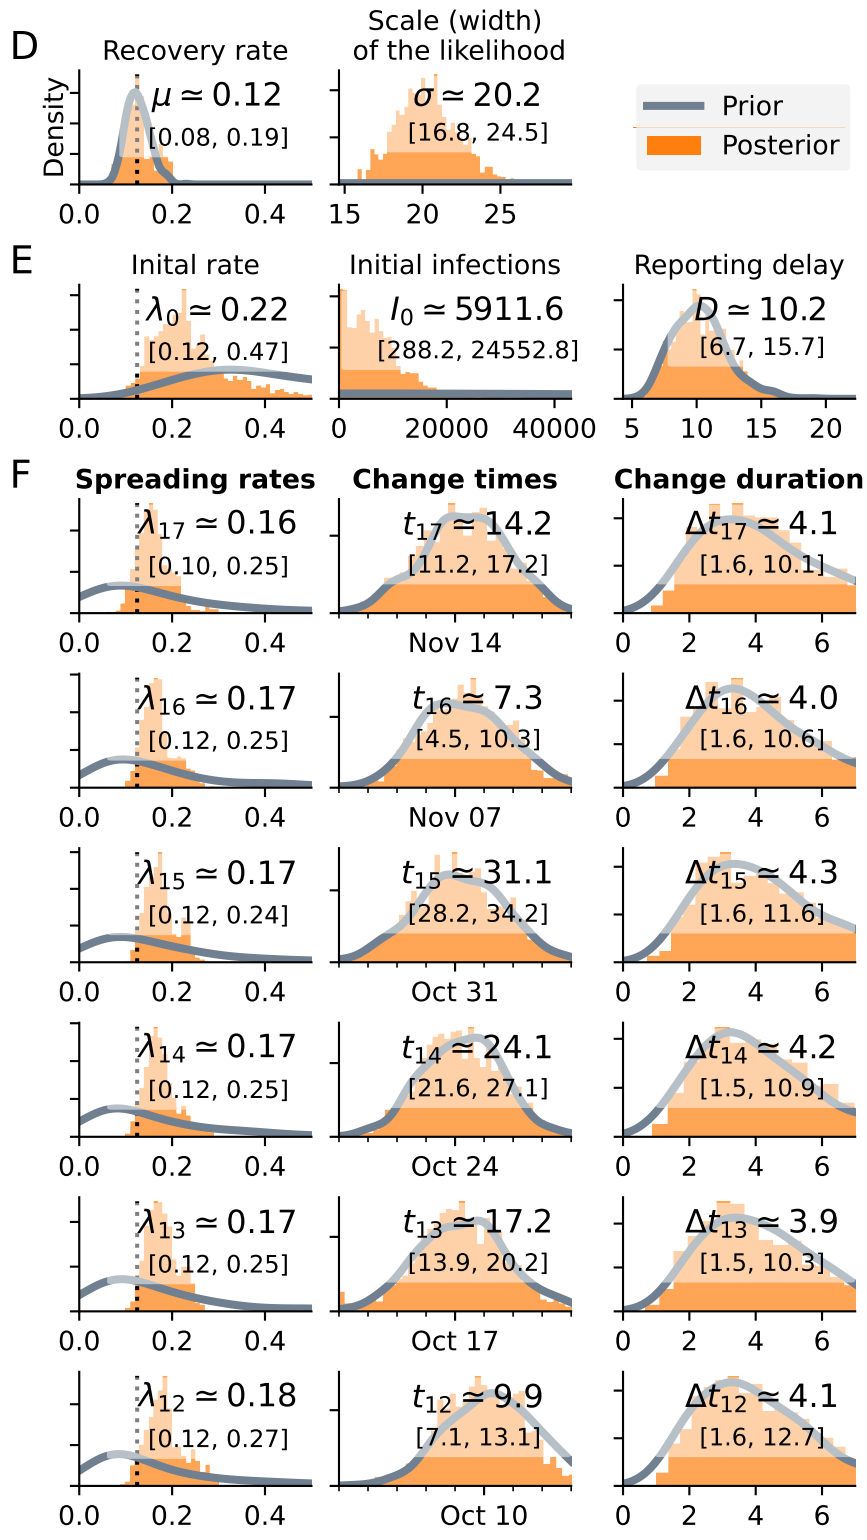 D
Recovery rate
Scale (width)
of the likelihood
Density
μ ≃ 0.12
[0.08, 0.19]
0.0 0.2 0.4
σ ≃ 20.2
[16.8, 24.5]
15 20 25
Prior
Posterior
E
Inital rate
λ0 ≃ 0.22
[0.12, 0.47]
0.0 0.2 0.4
Initial infections
I0 ≃ 5911.6
[288.2, 24552.8]
0 20000 40000
Reporting delay
D ≃ 10.2
[6.7, 15.7]
5 10 15 20
F
Spreading rates Change times Change duration
λ17 ≃ 0.16
[0.10, 0.25]
0.0 0.2 0.4
t17 ≃ 14.2
[11.2, 17.2]
Nov 14
Δt17 ≃ 4.1
[1.6, 10.1]
0 2 4 6
λ16 ≃ 0.17
[0.12, 0.25]
0.0 0.2 0.4
t16 ≃ 7.3
[4.5, 10.3]
Nov 07
Δt16 ≃ 4.0
[1.6, 10.6]
0 2 4 6
λ15 ≃ 0.17
[0.12, 0.24]
0.0 0.2 0.4
t15 ≃ 31.1
[28.2, 34.2]
Oct 31
Δt15 ≃ 4.3
[1.6, 11.6]
0 2 4 6
λ14 ≃ 0.17
[0.12, 0.25]
0.0 0.2 0.4
t14 ≃ 24.1
[21.6, 27.1]
Oct 24
Δt14 ≃ 4.2
[1.5, 10.9]
0 2 4 6
λ13 ≃ 0.17
[0.12, 0.25]
0.0 0.2 0.4
t13 ≃ 17.2
[13.9, 20.2]
Oct 17
Δt13 ≃ 3.9
[1.5, 10.3]
0 2 4 6
λ12 ≃ 0.18
[0.12, 0.27]
0.0 0.2 0.4
t12 ≃ 9.9
[7.1, 13.1]
Oct 10
Δt12 ≃ 4.1
[1.6, 12.7]
0 2 4 6